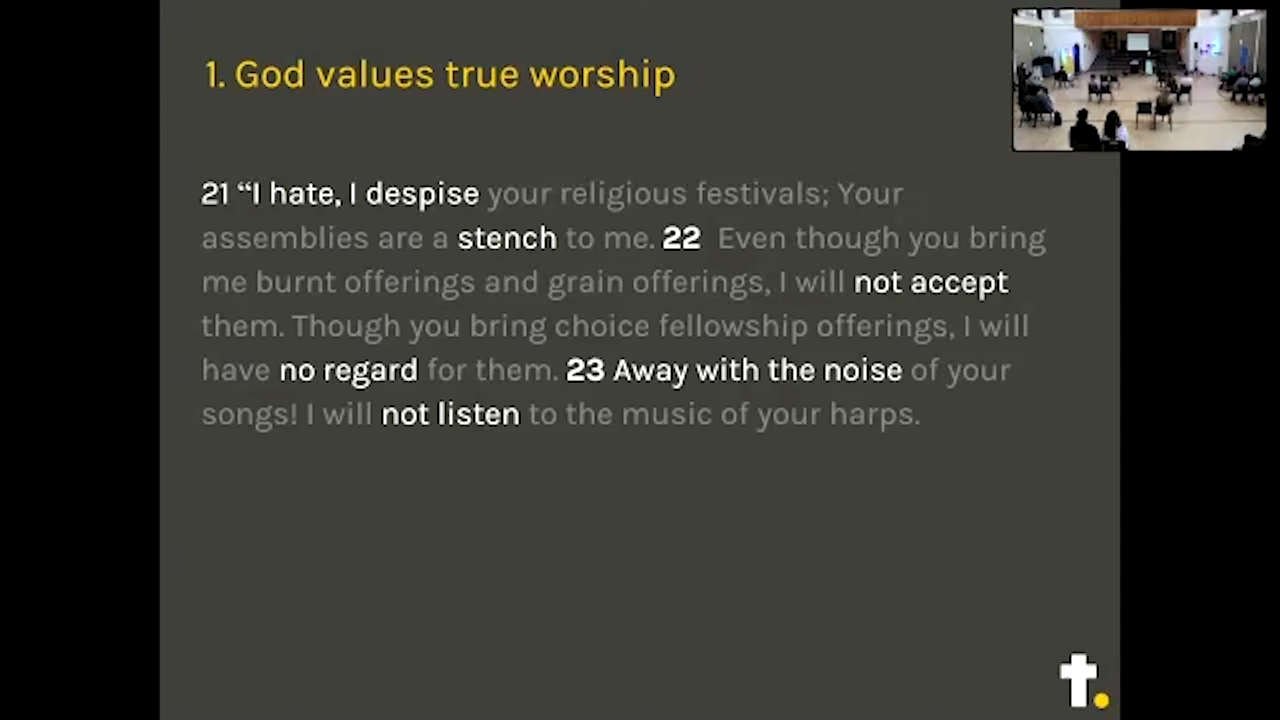 1. God values true worship
21 “I hate, I despise your religious festivals; Your
assemblies are a stench to me. 22 Even though you bring
me burnt offerings and grain offerings, I will not accept
them. Though you bring choice fellowship offerings, I will
have no regard for them. 23 Away with the noise of your
songs! I will not listen to the music of your harps.